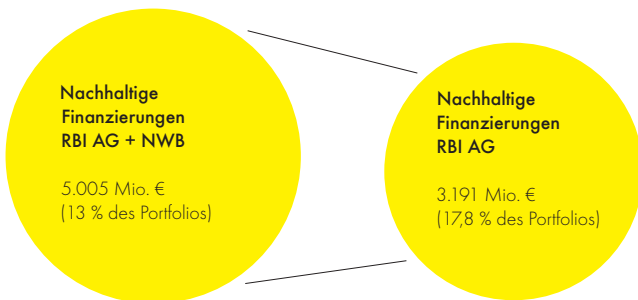 Nachhaltige
Finanzierungen
RBI AG + NWB
5.005 Mio. €
(13 % des Portfolios)
Nachhaltige
Finanzierungen
RBI AG
3.191 Mio. €
(17,8 % des Portfolios)